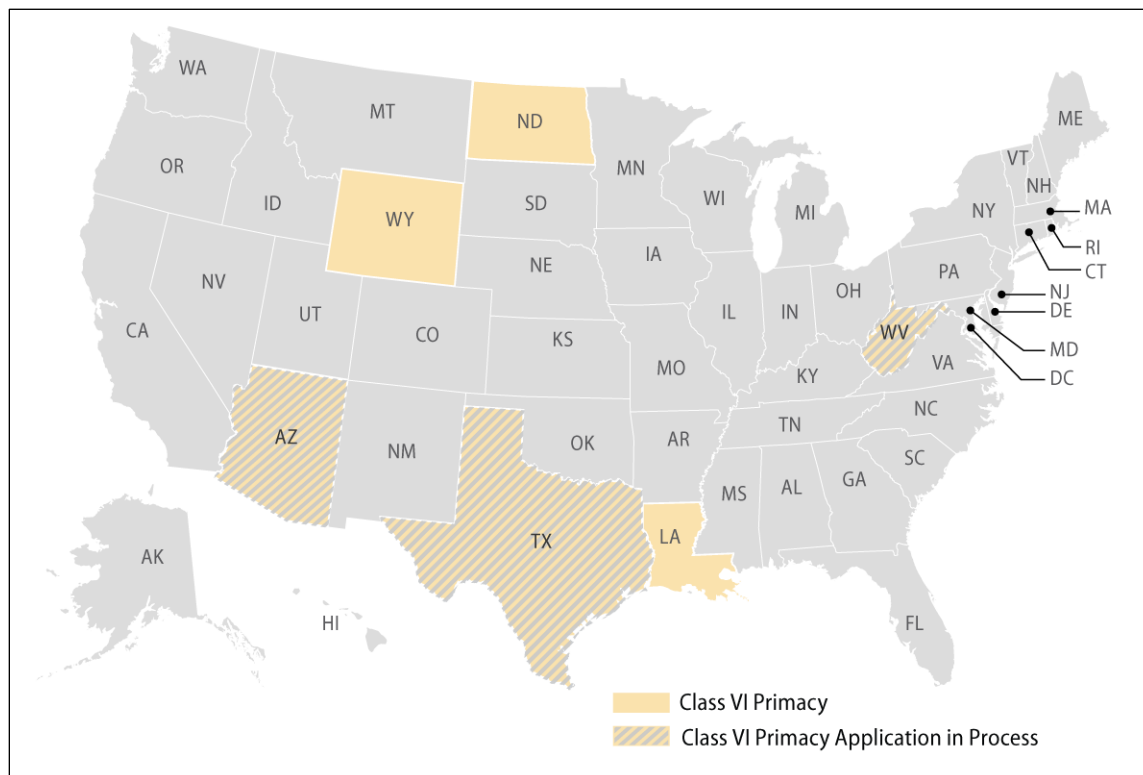 WA
MT
ND
MN
ME
VT
NH
OR
ID
WY
SD
WI
MI
NY
MA
RI
CT
NV
UT
NE
IA
PA
NJ
DE
CA
CO
KS
IL
IN
OH
WV
MD
VA
DC
MO
KY
AZ
NM
OK
AR
TN
NC
SC
TX
LA
MS
AL
GA
AK
HI
FL
Class VI Primacy
Class VI Primacy Application in Process